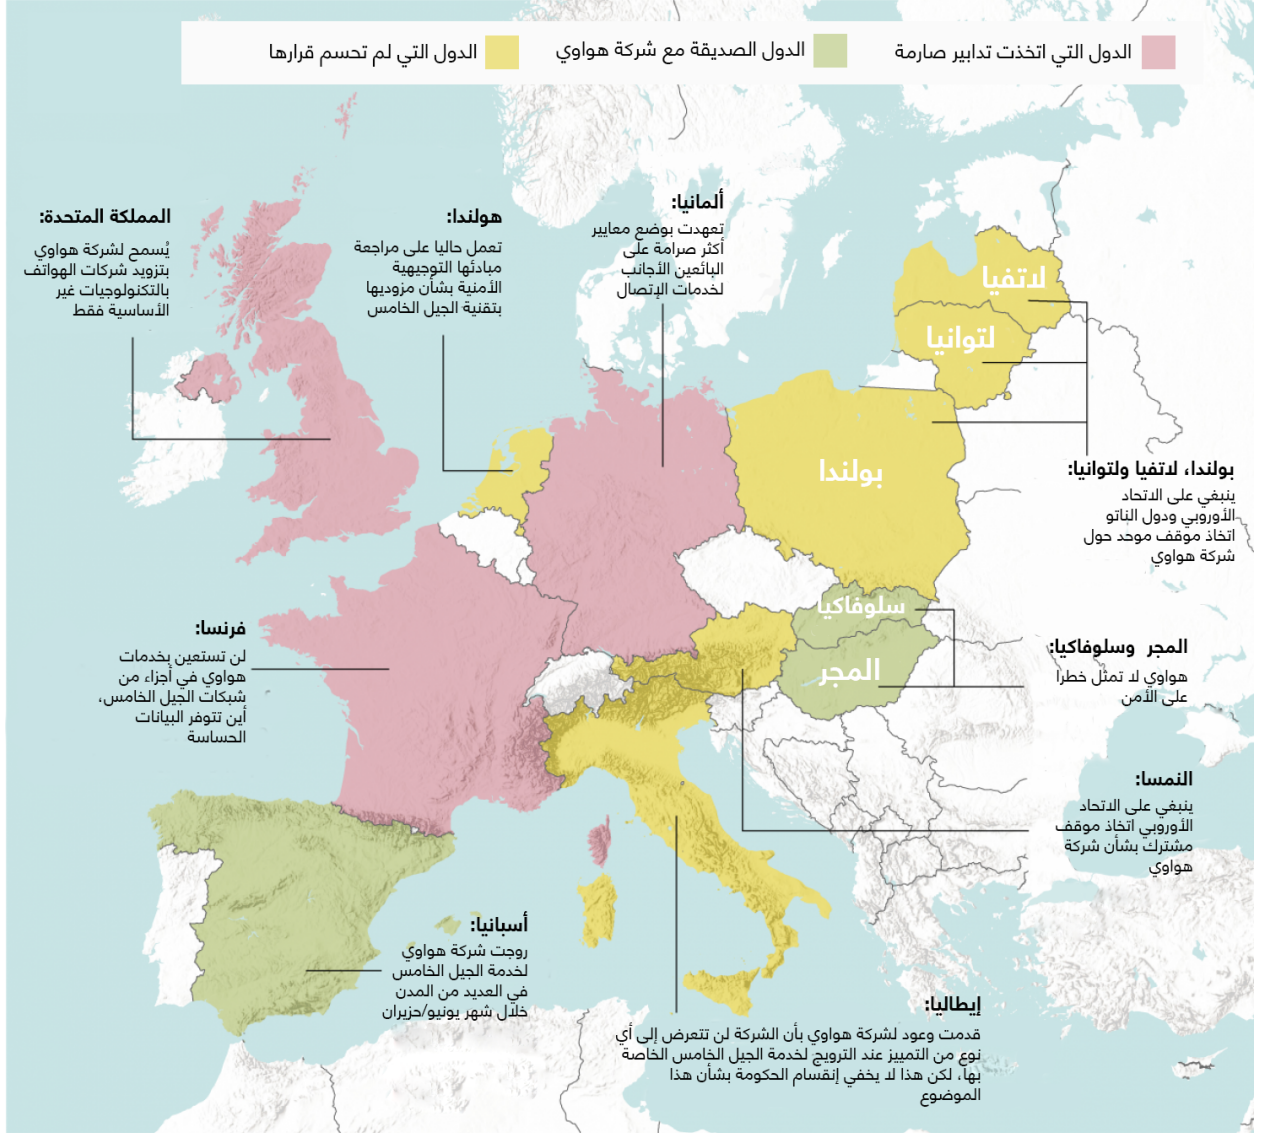 الدول التي اتخذت تدابير صارمة
الدول الصديقة مع شركة هواوي
الدول التي لم تحسم قرارها
ألمانيا:
تعهدت بوضع معايير
أكثر صرامة على
البائعين الأجانب
لخدمات الإتصال
هولندا:
تعمل حاليا على مراجعة
مبادئها التوجيهية
الأمنية بشأن مزوديها
بتقنية الجيل الخامس
المملكة المتحدة:
يُسمح لشركة هواوي
بتزويد شركات الهواتف
بالتكنولوجيات غير
الأساسية فقط
لاتفيا
لتوانيا
بولندا
بولندا، لاتفيا ولتوانيا:
ينبغي على الاتحاد
الأوروبي ودول الناتو
اتخاذ موقف موحد حول
شركة هواوي
سلوفاكيا
المجر
المجر وسلوفاكيا:
هواوي لا تمثل خطرا
على الأمن
فرنسا:
لن تستعين بخدمات
هواوي في أجزاء من
شبكات الجيل الخامس،
أين تتوفر البيانات
الحساسة
النمسا:
ينبغي على الاتحاد
الأوروبي اتخاذ موقف
مشترك بشأن شركة
هواوي
أسبانيا:
روجت شركة هواوي
لخدمة الجيل الخامس
في العديد من المدن
خلال شهر يونيو/حزيران
إيطاليا:
قدمت وعود لشركة هواوي بأن الشركة لن تتعرض إلى أي
نوع من التمييز عند الترويج لخدمة الجيل الخامس الخاصة
بها، لكن هذا لا يخفي إنقسام الحكومة بشأن هذا
الموضوع